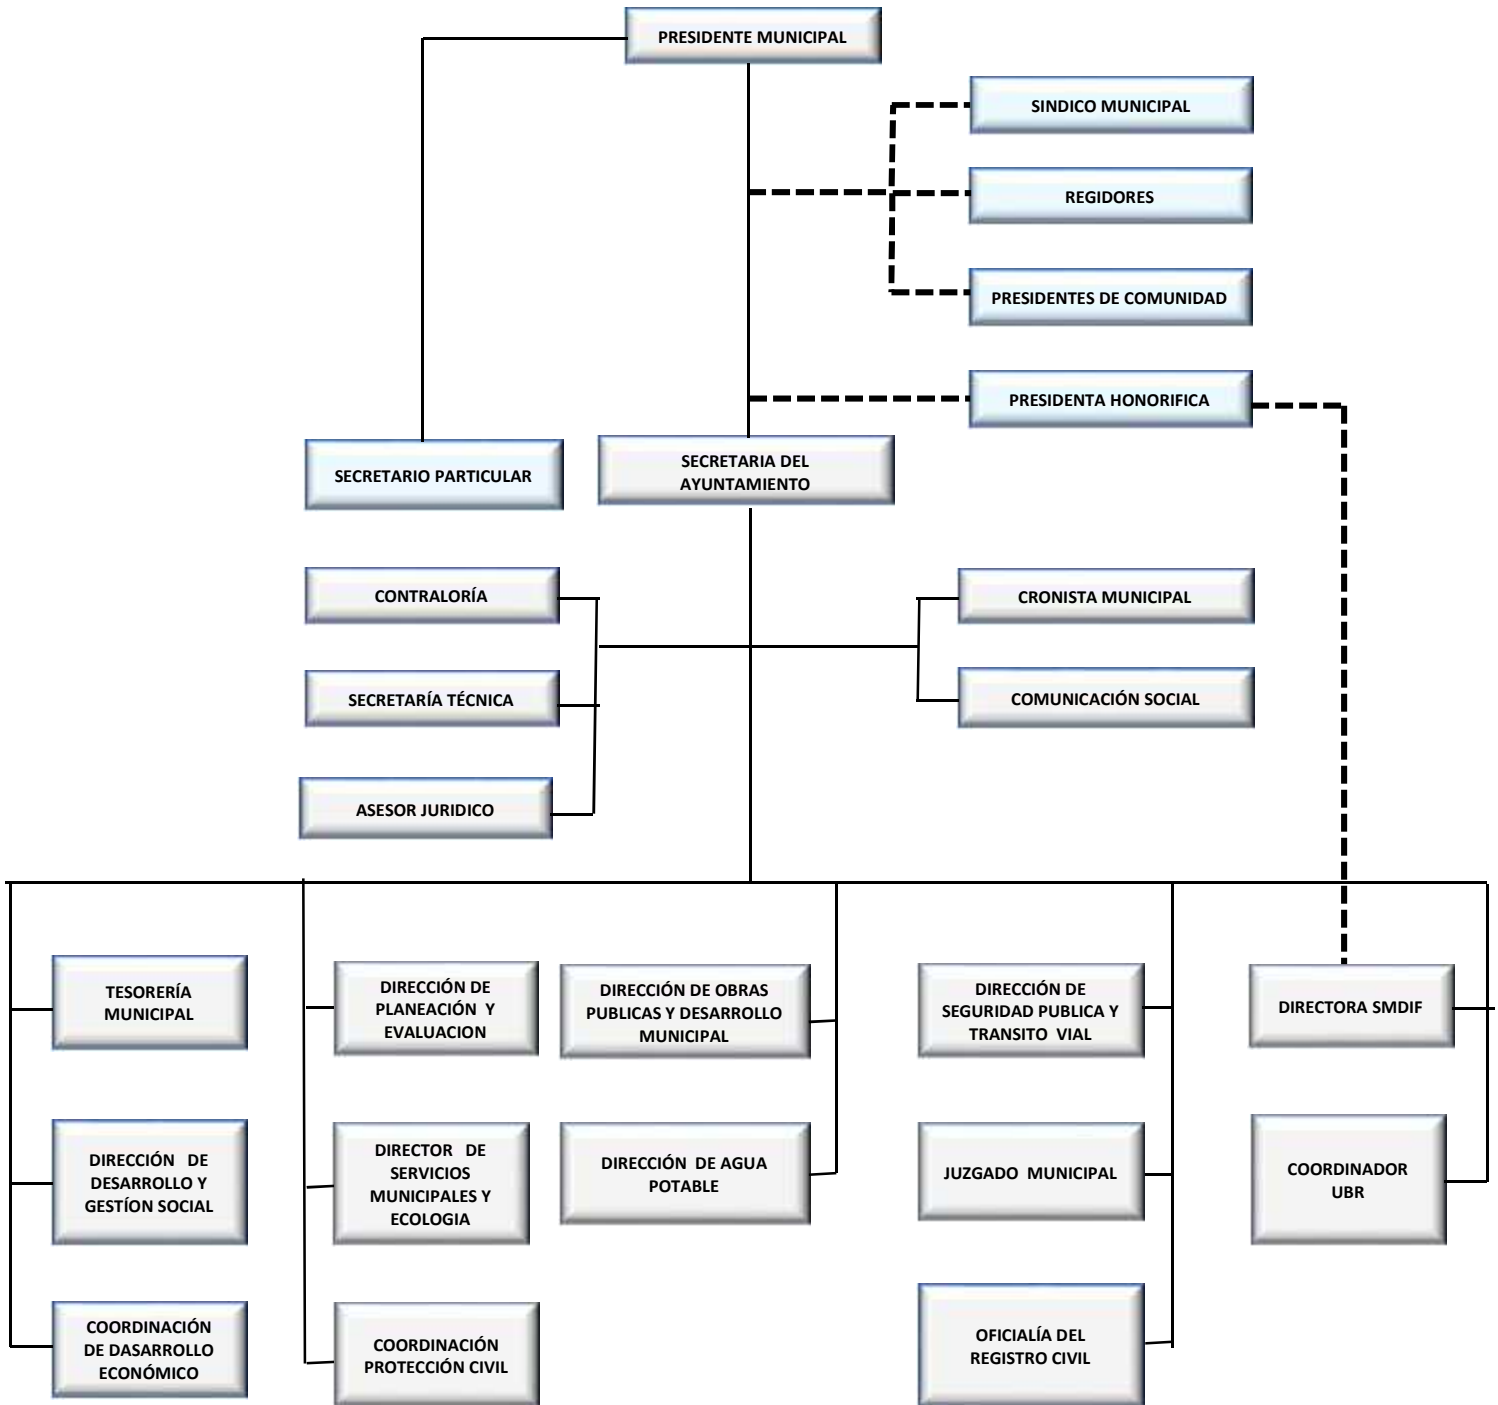 PRESIDENTE MUNICIPAL
SINDICO MUNICIPAL
REGIDORES
PRESIDENTES DE COMUNIDAD
PRESIDENTA HONORIFICA
SECRETARIO PARTICULAR
SECRETARIA DEL
AYUNTAMIENTO
CONTRALORÍA
CRONISTA MUNICIPAL
SECRETARÍA TÉCNICA
COMUNICACIÓN SOCIAL
ASESOR JURIDICO
TESORERÍA
MUNICIPAL
DIRECCIÓN DE
PLANEACIÓN Y
EVALUACION
DIRECCIÓN DE OBRAS
PUBLICAS Y DESARROLLO
MUNICIPAL
DIRECCIÓN DE
SEGURIDAD PUBLICA Y
TRANSITO VIAL
DIRECTORA SMDIF
DIRECCIÓN DE
DESARROLLO Y
GESTÍON SOCIAL
DIRECTOR DE
SERVICIOS
MUNICIPALES Y
ECOLOGIA
DIRECCIÓN DE AGUA
POTABLE
JUZGADO MUNICIPAL
COORDINADOR
UBR
COORDINACIÓN
DE DASARROLLO
ECONÓMICO
COORDINACIÓN
PROTECCIÓN CIVIL
OFICIALÍA DEL
REGISTRO CIVIL